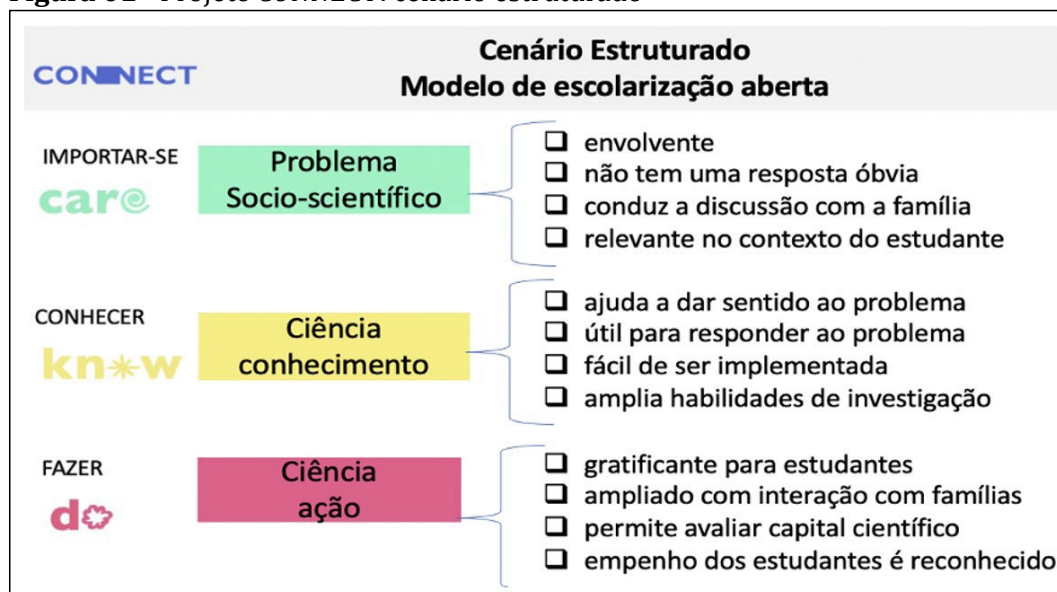 Cenário Estruturado
CONNECT
Modelo de escolarização aberta
IMPORTAR-SE
care
Problema
Socio-scientífico
envolvente
não tem uma resposta óbvia
conduz a discussão com a família
relevante no contexto do estudante
CONHECER
know
Ciência
conhecimento
ajuda a dar sentido ao problema
útil para responder ao problema
fácil de ser implementada
amplia habilidades de investigação
FAZER
do
Ciência
ação
gratificante para estudantes
ampliado com interação com famílias
permite avaliar capital científico
empenho dos estudantes é reconhecido